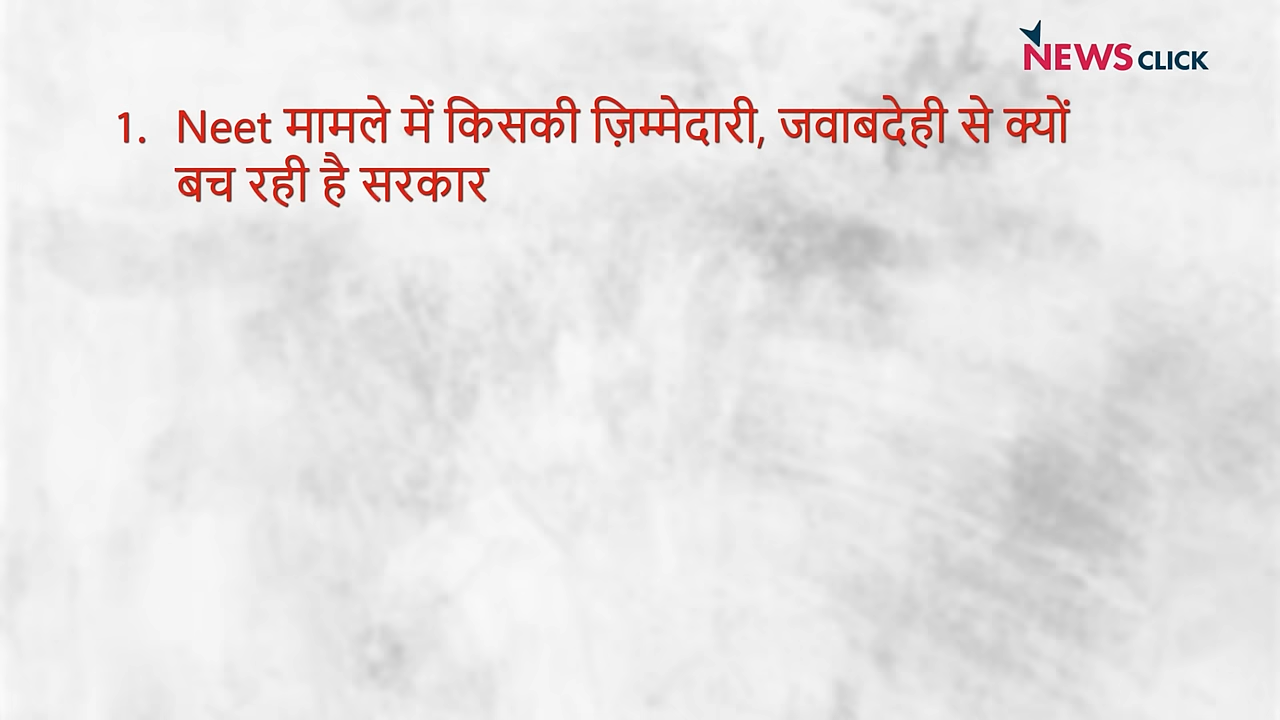 NEWS CLICK
1. Neet मामले में किसकी ज़िम्मेदारी, जवाबदेही से क्यों
बच रही है सरकार